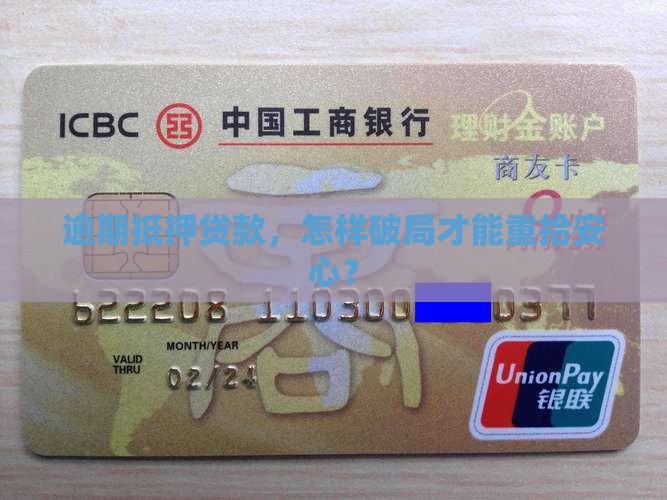 ICBC 中国工商银行 理财金账户
商友卡
逾期抵押贷款，怎样破局才能重拾安
心？
622208 110300 0377
MONTH/YEAR
VALID
THRU
02/24
UnionPay
银联